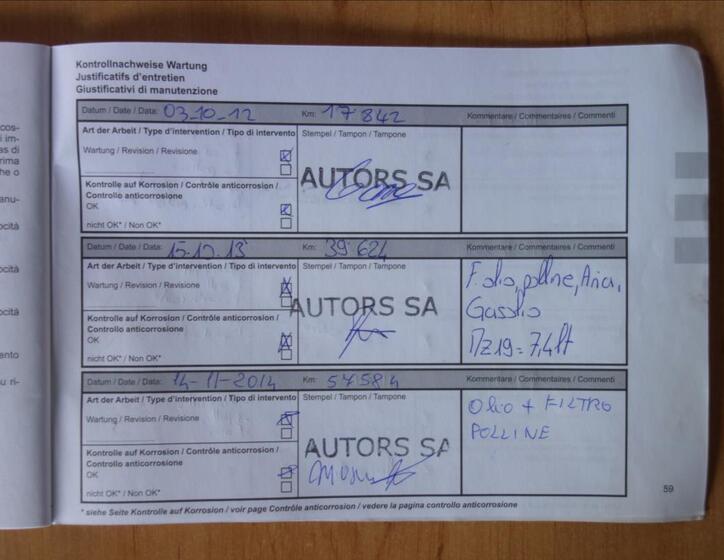 Kontrollnachweise Wartung
Justificatifs d'entretien
Giustificativi di manutenzione
Datum / Date / Data: 03-10-12 Km: 17842 Kommentare / Commentaires / Commenti
Art der Arbeit / Type d'intervention / Tipo di intervento Stempel / Tampon / Tampone
Wartung / Revision / Revisione
AUTORS SA
Kontrolle auf Korrosion / Contrôle anticorrosion /
Controllo anticorrosione
OK
nicht OK* / Non OK*
Datum / Date / Data: 15.10.13 Km: 39 624 Kommentare / Commentaires / Commenti
Art der Arbeit / Type d'intervention / Tipo di intervento Stempel / Tampon / Tampone
F. olio, polline, Aria,
Wartung / Revision / Revisione
Gasolio
AUTORS SA
Kontrolle auf Korrosion / Contrôle anticorrosion /
Controllo anticorrosione
OK
= 7,4 lt
nicht OK* / Non OK*
Datum / Date / Data: 14-11-2014 Km: 57584 Kommentare / Commentaires / Commenti
Art der Arbeit / Type d'intervention / Tipo di intervento Stempel / Tampon / Tampone
Olio + FILTRO
Wartung / Revision / Revisione
POLLINE
AUTORS SA
Kontrolle auf Korrosion / Contrôle anticorrosion /
Controllo anticorrosione
OK
nicht OK* / Non OK*
59
* siehe Seite Kontrolle auf Korrosion / voir page Contrôle anticorrosion / vedere la pagina controllo anticorrosione